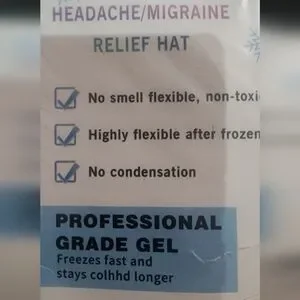 HEADACHE/MIGRAINE
RELIEF HAT
No smell flexible, non-toxi
Highly flexible after frozen
No condensation
PROFESSIONAL
GRADE GEL
Freezes fast and
stays colhhd longer